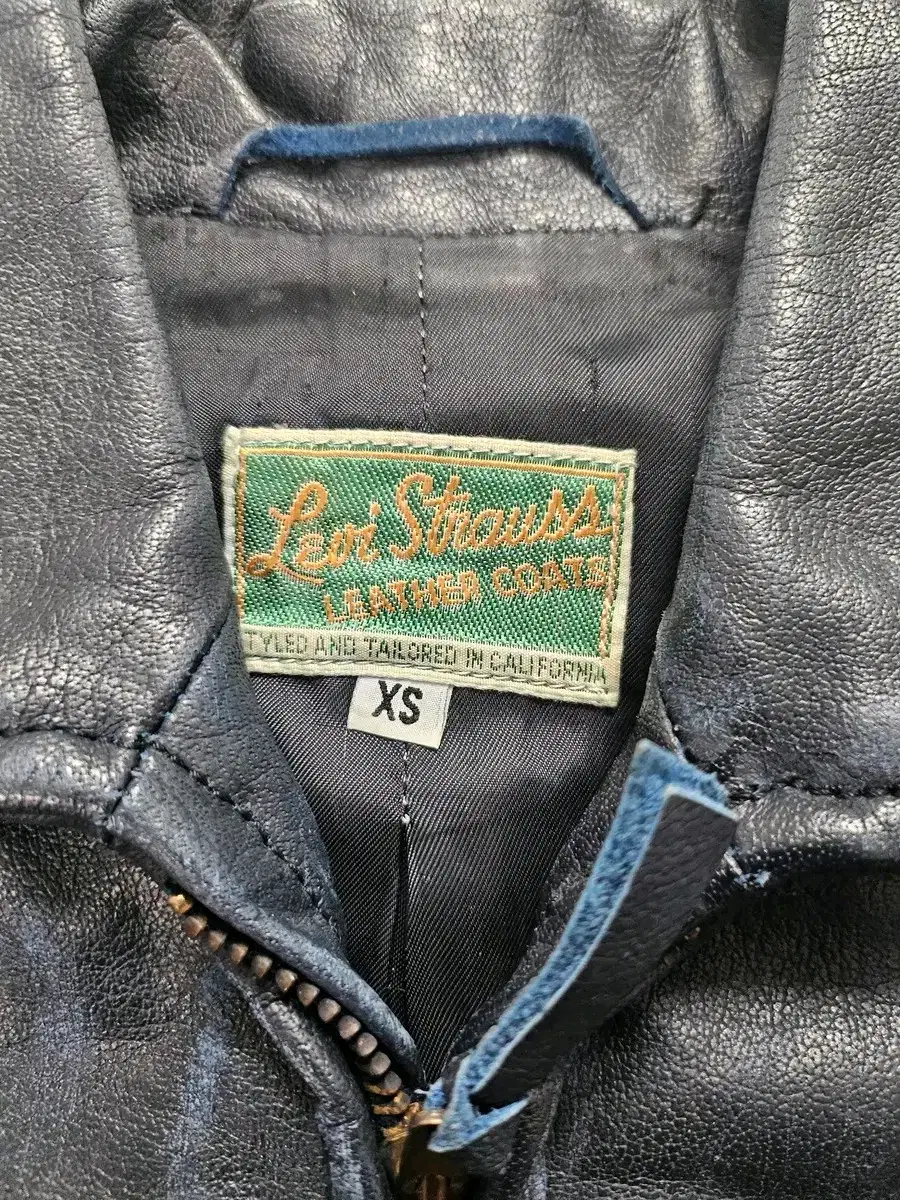 Levi Strauss
LEATHER COATS
TYLED AND TAILORED IN CALIFORNIA
XS